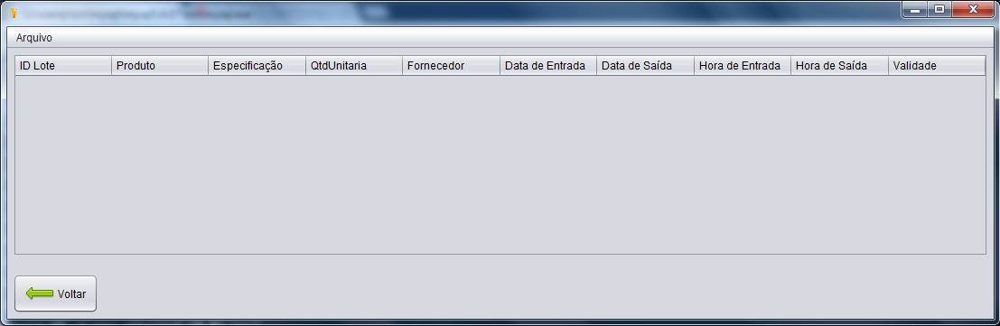 Arquivo
ID Lote Produto Especificação QtdUnitaria Fornecedor Data de Entrada Data de Saída Hora de Entrada Hora de Saída Validade
Voltar